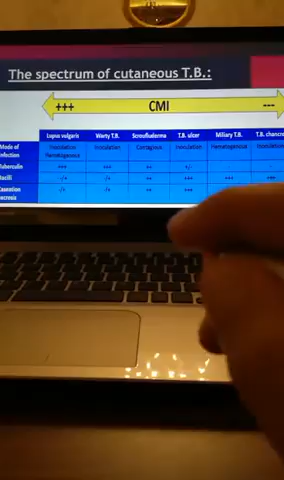 The spectrum of cutaneous T.B.:
+++ CMI ---
Lupus vulgaris Warty T.B. Scrofuloderma T.B. ulcer Miliary T.B. T.B. chancre
Mode of Inoculation Inoculation Contagious Inoculation Hematogenous Inoculation
infection Hematogenous
Tuberculin +++ +++ ++ +/-
Bacilli -/+ -/+ ++ +++ +++ +++
Caseation -/+ -/+ ++ +++
necrosis